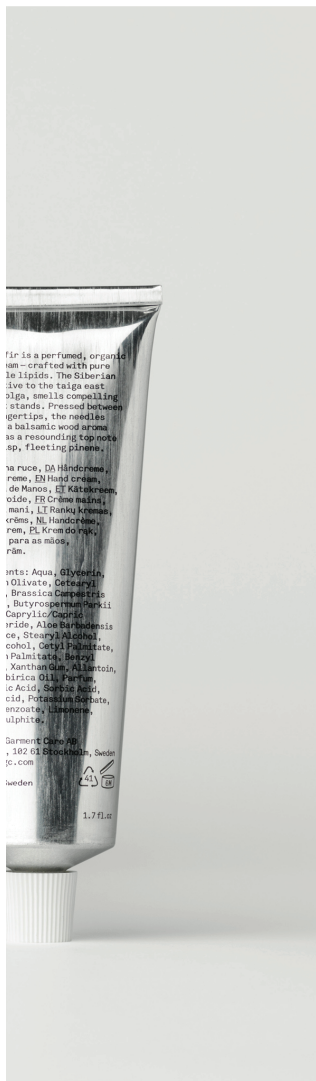 fir is a perfumed, organic
eam – crafted with pure
le lipids. The Siberian
tive to the taiga east
olga, smells compelling
stands. Pressed between
ngertips, the needles
a balsamic wood aroma
as a resounding top note
isp, fleeting pinene.
na ruce, DA Håndcreme,
reme, EN Hand cream,
de Manos, ET Kätekreem,
oide, FR Crème mains,
mani, LT Rankų kremas,
krēms, NL Handcrème,
rem, PL Krem do rąk,
para as mãos,
räm.
ents: Aqua, Glycerin,
n Olivate, Cetearyl
, Brassica Campestris
, Butyrospermum Parkii
Caprylic/Capric
eride, Aloe Barbadensis
ce, Stearyl Alcohol,
cohol, Cetyl Palmitate,
n Palmitate, Benzyl
, Xanthan Gum, Allantoin,
birica Oil, Parfum,
ic Acid, Sorbic Acid,
cid, Potassium Sorbate,
enzoate, Limonene,
ulphite.
Garment Care AB
, 102 61 Stockholm, Sweden
gc.com
Sweden
41
EN
1.7 fl.oz